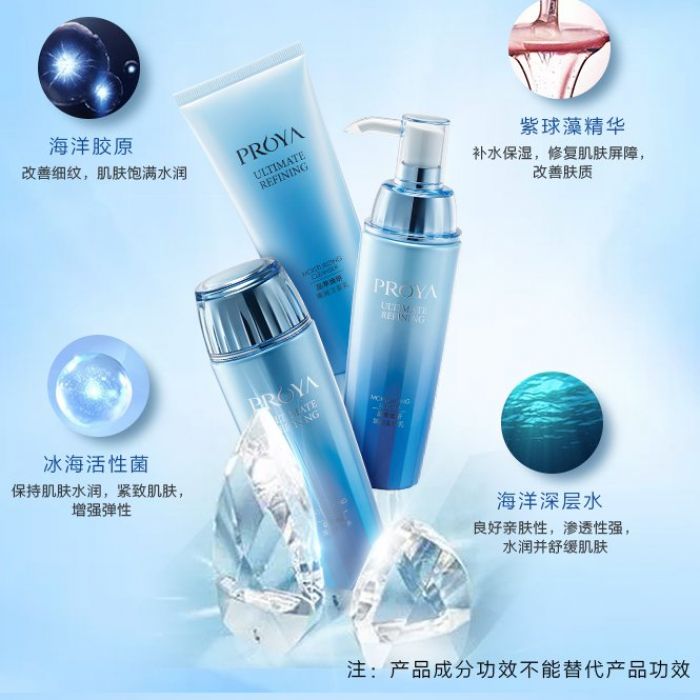 海洋胶原
改善细纹，肌肤饱满水润
紫球藻精华
补水保湿，修复肌肤屏障，
改善肤质
PROYA
ULTIMATE
REFINING
MOISTURIZING
CLEANSER
PROYA
ULTIMATE
REFINING
PROYA
ULTIMATE
REFINING
冰海活性菌
保持肌肤水润，紧致肌肤，
增强弹性
海洋深层水
良好亲肤性，渗透性强，
水润并舒缓肌肤
注：产品成分功效不能替代产品功效